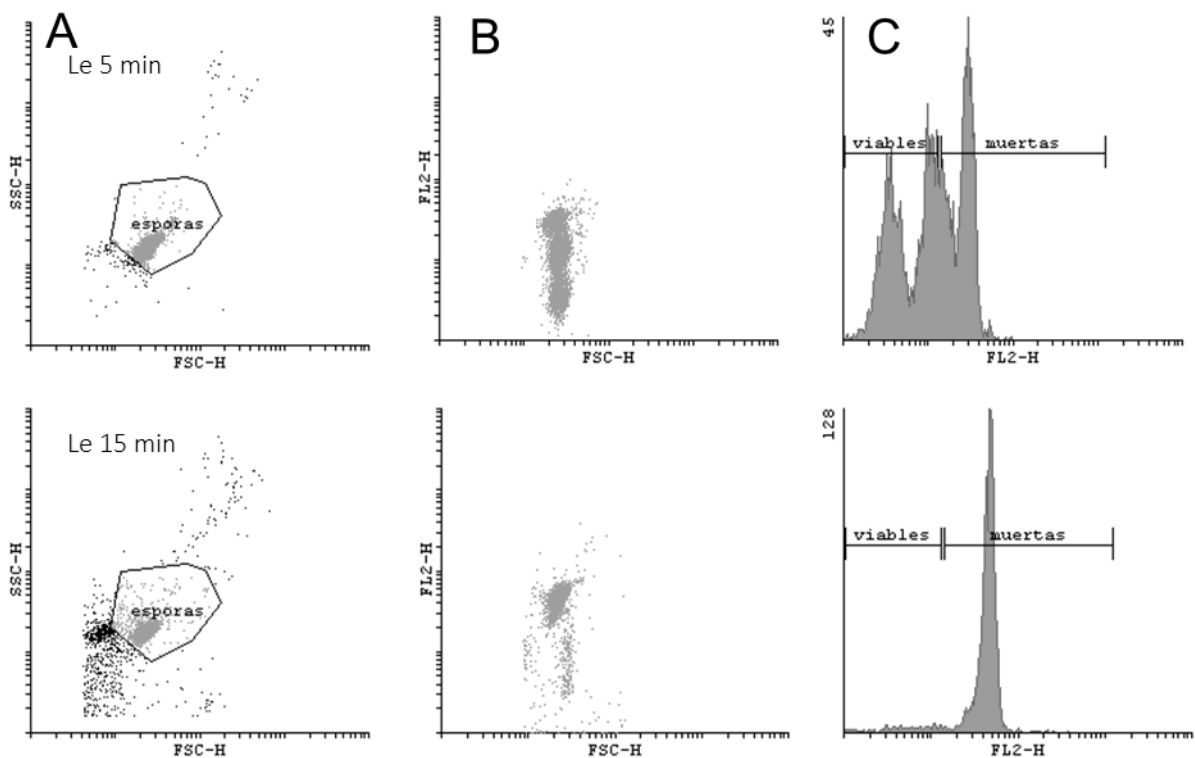 A
Le 5 min
esporas
SSC-H
FSC-H
B
FL2-H
FSC-H
C
45
viables
muertas
FL2-H
Le 15 min
esporas
SSC-H
FSC-H
FL2-H
FSC-H
128
viables
muertas
FL2-H